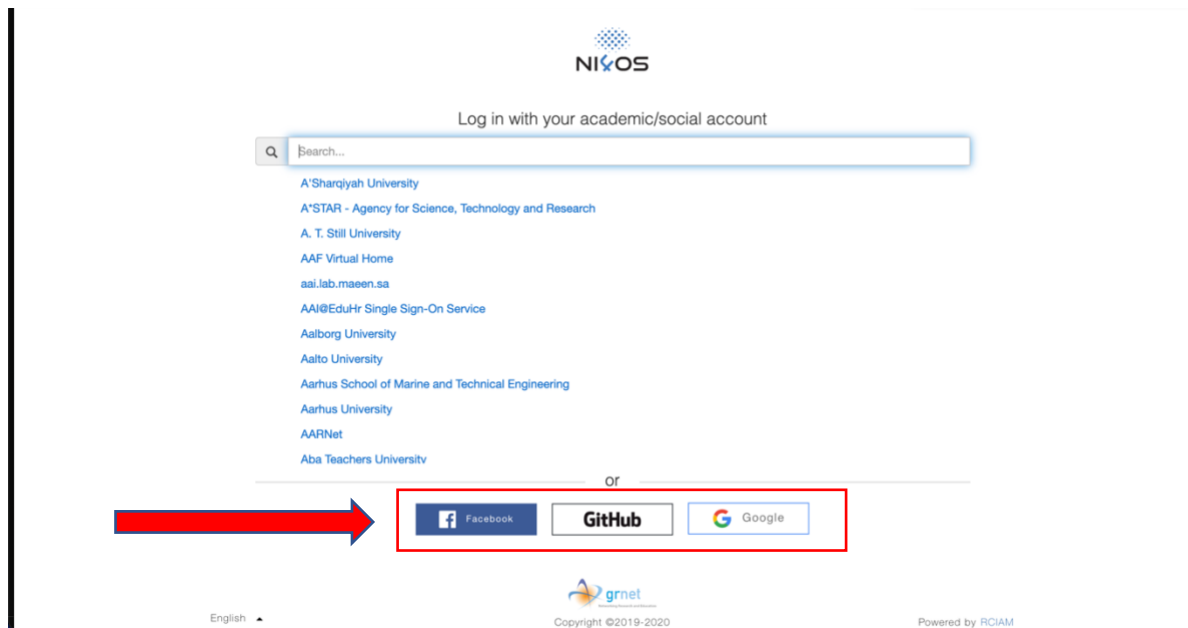 NI4OS
Log in with your academic/social account
Search...
A'Sharqiyah University
A*STAR - Agency for Science, Technology and Research
A. T. Still University
AAF Virtual Home
aai.lab.maeen.sa
AAI@EduHr Single Sign-On Service
Aalborg University
Aalto University
Aarhus School of Marine and Technical Engineering
Aarhus University
AARNet
Aba Teachers University
or
Facebook
GitHub
Google
grnet
English
Copyright ©2019-2020
Powered by RCIAM